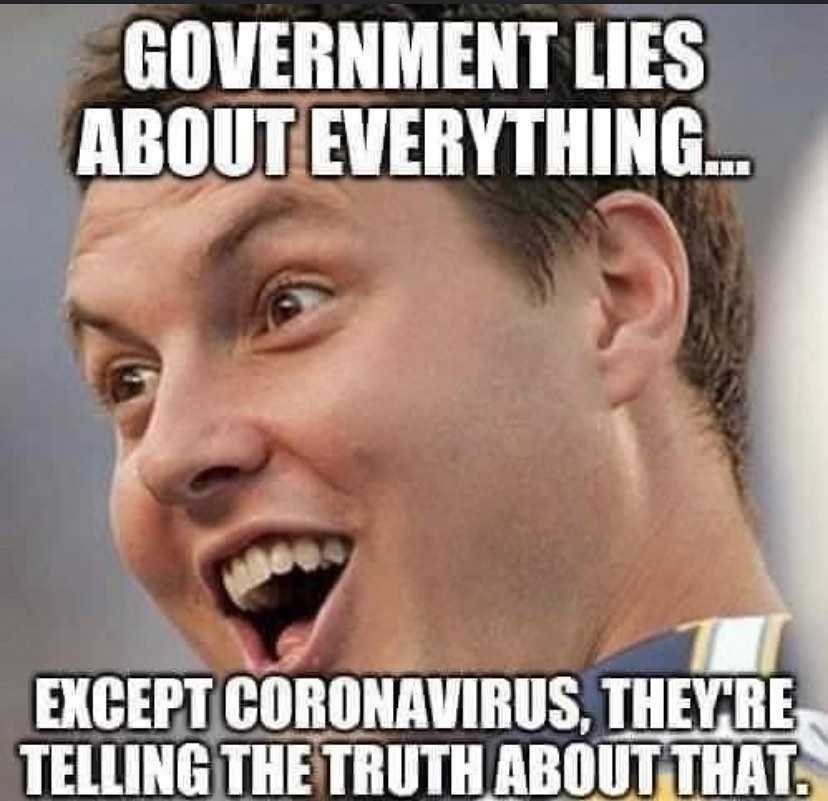 GOVERNMENT LIES
ABOUT EVERYTHING...
EXCEPT CORONAVIRUS, THEY'RE
TELLING THE TRUTH ABOUT THAT.